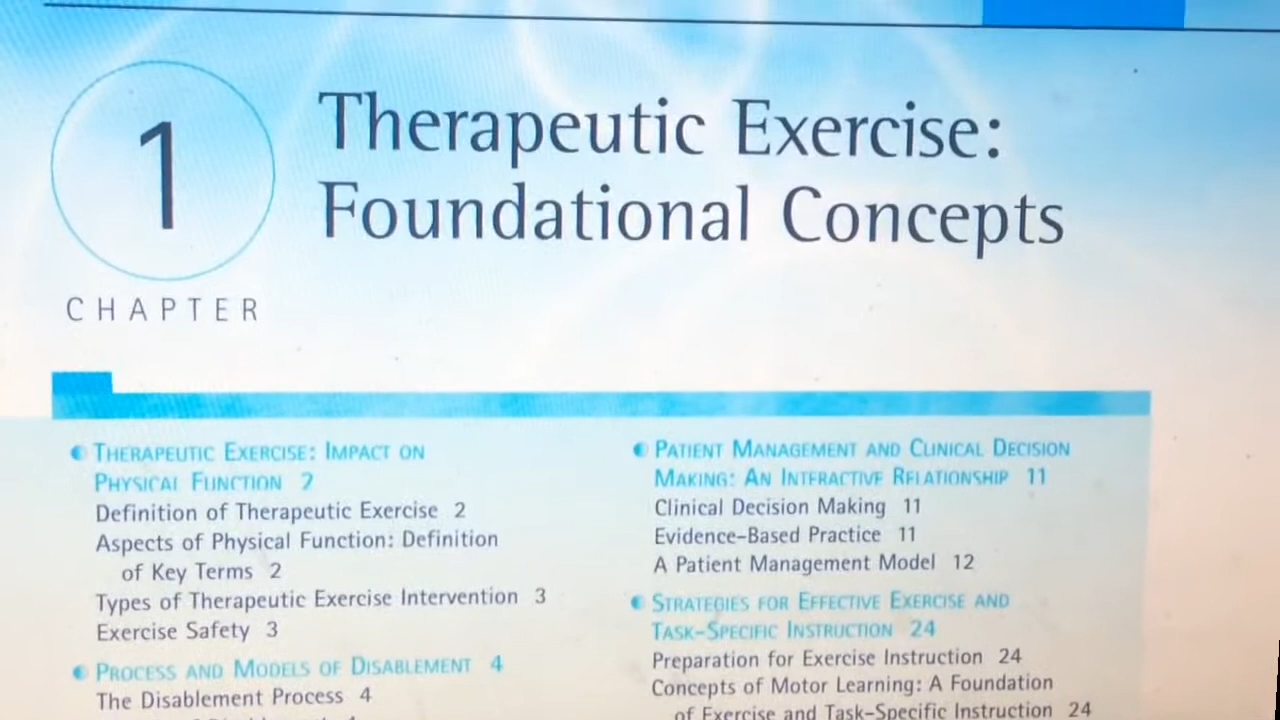 1
CHAPTER
Therapeutic Exercise:
Foundational Concepts
THERAPEUTIC EXERCISE: IMPACT ON
PHYSICAL FUNCTION 2
Definition of Therapeutic Exercise 2
Aspects of Physical Function: Definition
of Key Terms 2
Types of Therapeutic Exercise Intervention 3
Exercise Safety 3
PROCESS AND MODELS OF DISABLEMENT 4
The Disablement Process 4
PATIENT MANAGEMENT AND CLINICAL DECISION
MAKING: AN INTERACTIVE RELATIONSHIP 11
Clinical Decision Making 11
Evidence-Based Practice 11
A Patient Management Model 12
STRATEGIES FOR EFFECTIVE EXERCISE AND
TASK-SPECIFIC INSTRUCTION 24
Preparation for Exercise Instruction 24
Concepts of Motor Learning: A Foundation
of Exercise and Task-Specific Instruction 24